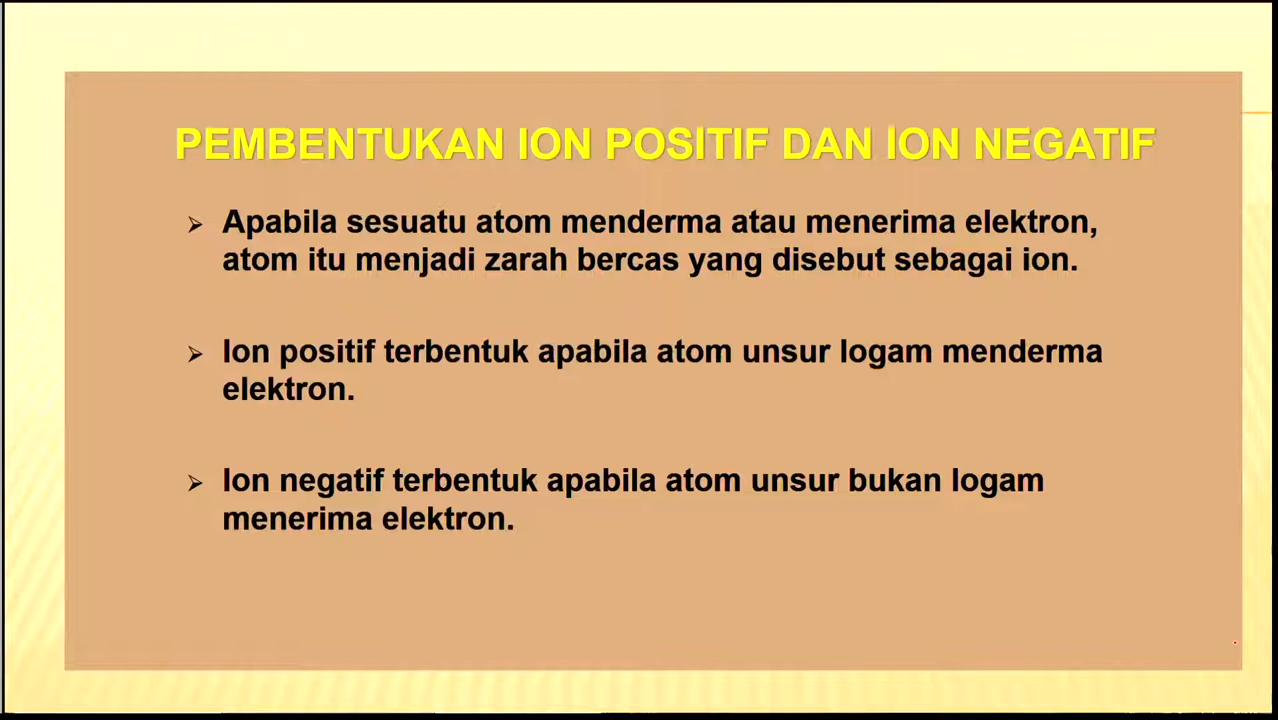 PEMBENTUKAN ION POSITIF DAN ION NEGATIF
Apabila sesuatu atom menderma atau menerima elektron,
atom itu menjadi zarah bercas yang disebut sebagai ion.
Ion positif terbentuk apabila atom unsur logam menderma
elektron.
Ion negatif terbentuk apabila atom unsur bukan logam
menerima elektron.